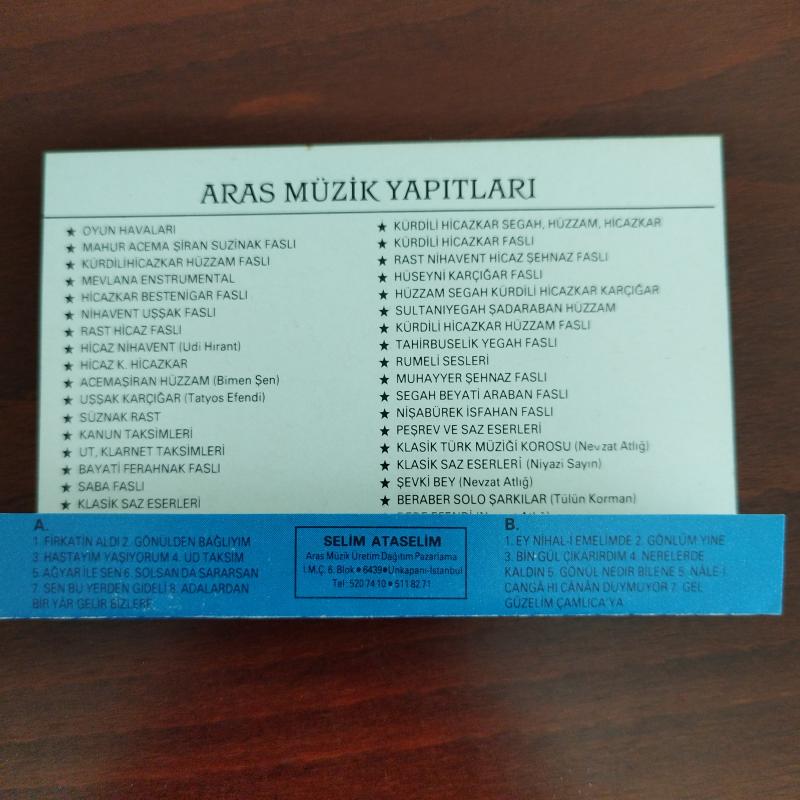 ARAS MÜZİK YAPITLARI
★ OYUN HAVALARI
★ MAHUR ACEMA ŞİRAN SUZİNAK FASLI
★ KÜRDİLİHİCAZKAR HÜZZAM FASLI
★ MEVLANA ENSTRUMENTAL
★ HİCAZKAR BESTENİGAR FASLI
★ NİHAVENT UŞŞAK FASLI
★ RAST HİCAZ FASLI
★ HİCAZ NİHAVENT (Udi Hırant)
★ HİCAZ K. HİCAZKAR
★ ACEMAŞİRAN HÜZZAM (Bimen Şen)
★ UŞŞAK KARÇIĞAR (Tatyos Efendi)
★ SÜZNAK RAST
★ KANUN TAKSİMLERİ
★ UT, KLARNET TAKSİMLERİ
★ BAYATİ FERAHNAK FASLI
★ SABA FASLI
★ KLASİK SAZ ESERLERİ
★ KÜRDİLİ HİCAZKAR SEGAH, HÜZZAM, HİCAZKAR
★ KÜRDİLİ HİCAZKAR FASLI
★ RAST NİHAVENT HİCAZ ŞEHNAZ FASLI
★ HÜSEYNİ KARÇIĞAR FASLI
★ HÜZZAM SEGAH KÜRDİLİ HİCAZKAR KARÇIĞAR
★ SULTANIYEGAH ŞADARABAN HÜZZAM
★ KÜRDİLİ HİCAZKAR HÜZZAM FASLI
★ TAHİRBUSELİK YEGAH FASLI
★ RUMELİ SESLERİ
★ MUHAYYER ŞEHNAZ FASLI
★ SEGAH BEYATİ ARABAN FASLI
★ NİŞABÜREK İSFAHAN FASLI
★ PEŞREV VE SAZ ESERLERİ
★ KLASİK TÜRK MÜZİĞİ KOROSU (Nevzat Atlığ)
★ KLASİK SAZ ESERLERİ (Niyazi Sayın)
★ ŞEVKİ BEY (Nevzat Atlığ)
★ BERABER SOLO ŞARKILAR (Tülün Korman)
A.
1. FİRKATİN ALDI 2. GÖNÜLDEN BAĞLIYIM
3. HASTAYIM YAŞIYORUM 4. UD TAKSİM
5. AĞYAR İLE SEN 6. SOLSAN DA SARARSAN
7. SEN BU YERDEN GİDELİ 8. ADALARDAN
BİR YÂR GELİR BİZLERE
SELİM ATASELİM
Aras Müzik Üretim Dağıtım Pazarlama
İ.M.Ç. 6. Blok ● 6439 ● Unkapanı-İstanbul
Tel: 520 74 10 ● 511 82 71
B.
1. EY NİHAL-İ EMELİMDE 2. GÖNLÜM YİNE
3. BİN GÜL ÇIKARIRDIM 4. NERELERDE
KALDIN 5. GÖNÜL NEDİR BİLENE 5. NÂLE-İ
CANGÂHI CÂNÂN DUYMUYOR 7. GEL
GÜZELİM ÇAMLICA'YA